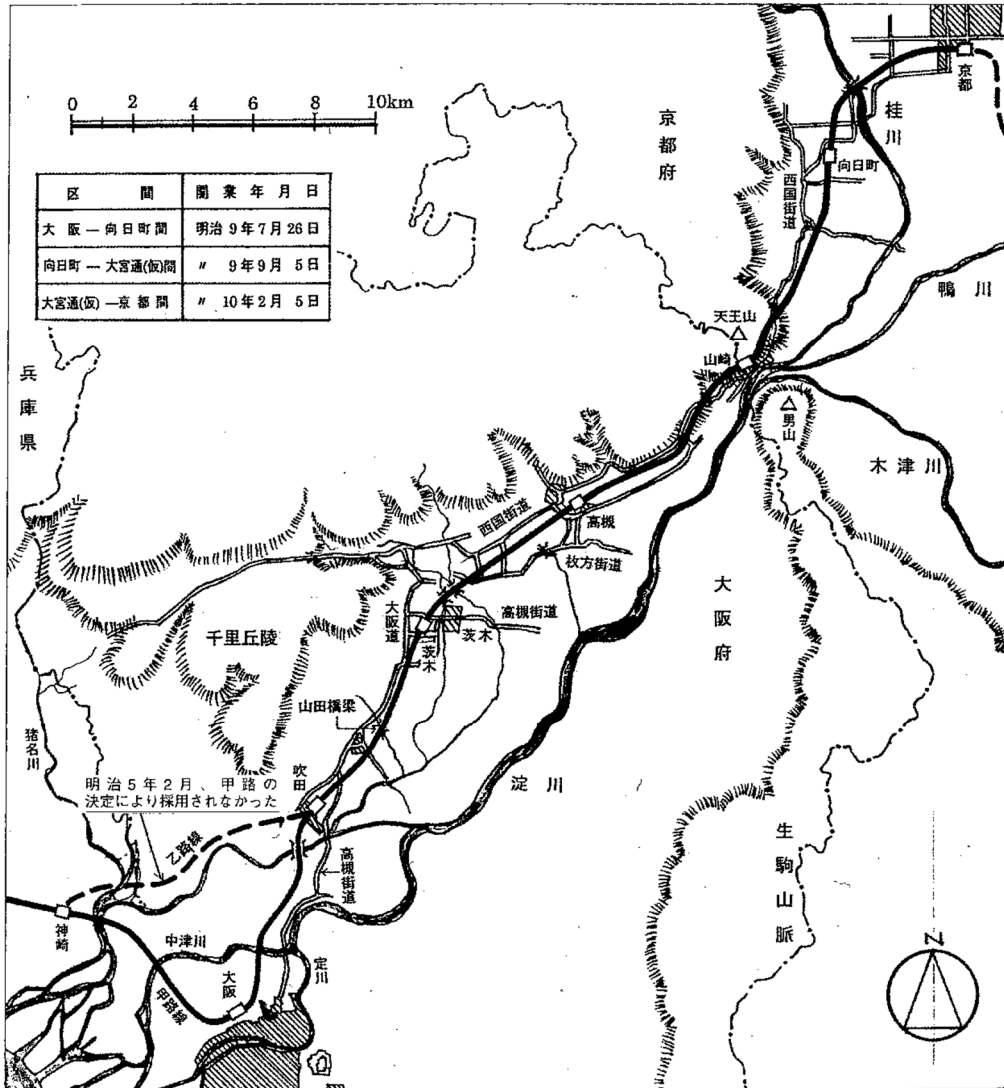 0 2 4 6 8 10km
区間 開業年月日
大阪―向日町間 明治9年7月26日
向日町―大宮通(仮)間 〃 9年9月5日
大宮通(仮)―京都間 〃 10年2月5日
京都府
京都
桂川
向日町
西国街道
鴨川
天王山
山崎
男山
木津川
兵庫県
西国街道
高槻
枚方街道
大阪府
大阪道
高槻街道
茨木
茨木
千里丘陵
山田橋梁
猪名川
吹田
淀川
明治5年2月、甲路の
決定により採用されなかった
乙路線
高槻街道
生駒山脈
神崎
中津川
大阪
定川
甲路線
N